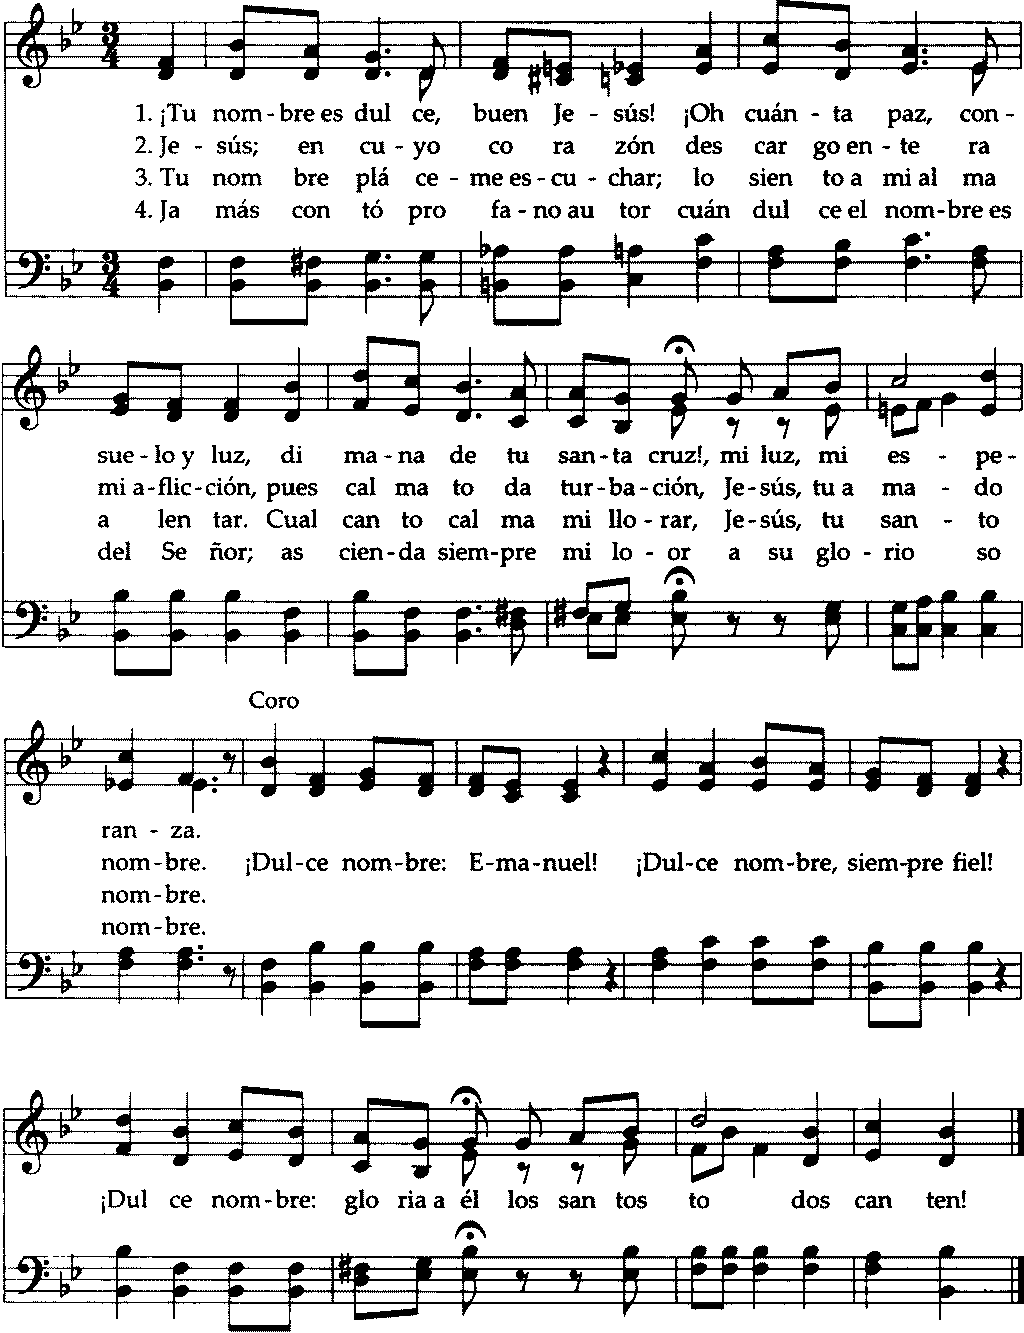 1. ¡Tu nom - bre es dul ce, buen Je - sús! ¡Oh cuán - ta paz, con -
2. Je - sús; en cu - yo co ra zón des car go en - te ra
3. Tu nom bre plá ce - me es - cu - char; lo sien to a mi al ma
4. Ja más con tó pro fa - no au tor cuán dul ce el nom - bre es
sue - lo y luz, di ma - na de tu san - ta cruz!, mi luz, mi es - pe -
mi a - flic - ción, pues cal ma to da tur - ba - ción, Je - sús, tu a ma - do
a len tar. Cual can to cal ma mi llo - rar, Je - sús, tu san - to
del Se ñor; as cien - da siem - pre mi lo - or a su glo - rio so
Coro
ran - za.
nom - bre. ¡Dul - ce nom - bre: E - ma - nuel! ¡Dul - ce nom - bre, siem - pre fiel!
nom - bre.
nom - bre.
¡Dul ce nom - bre: glo ria a él los san tos to dos can ten!